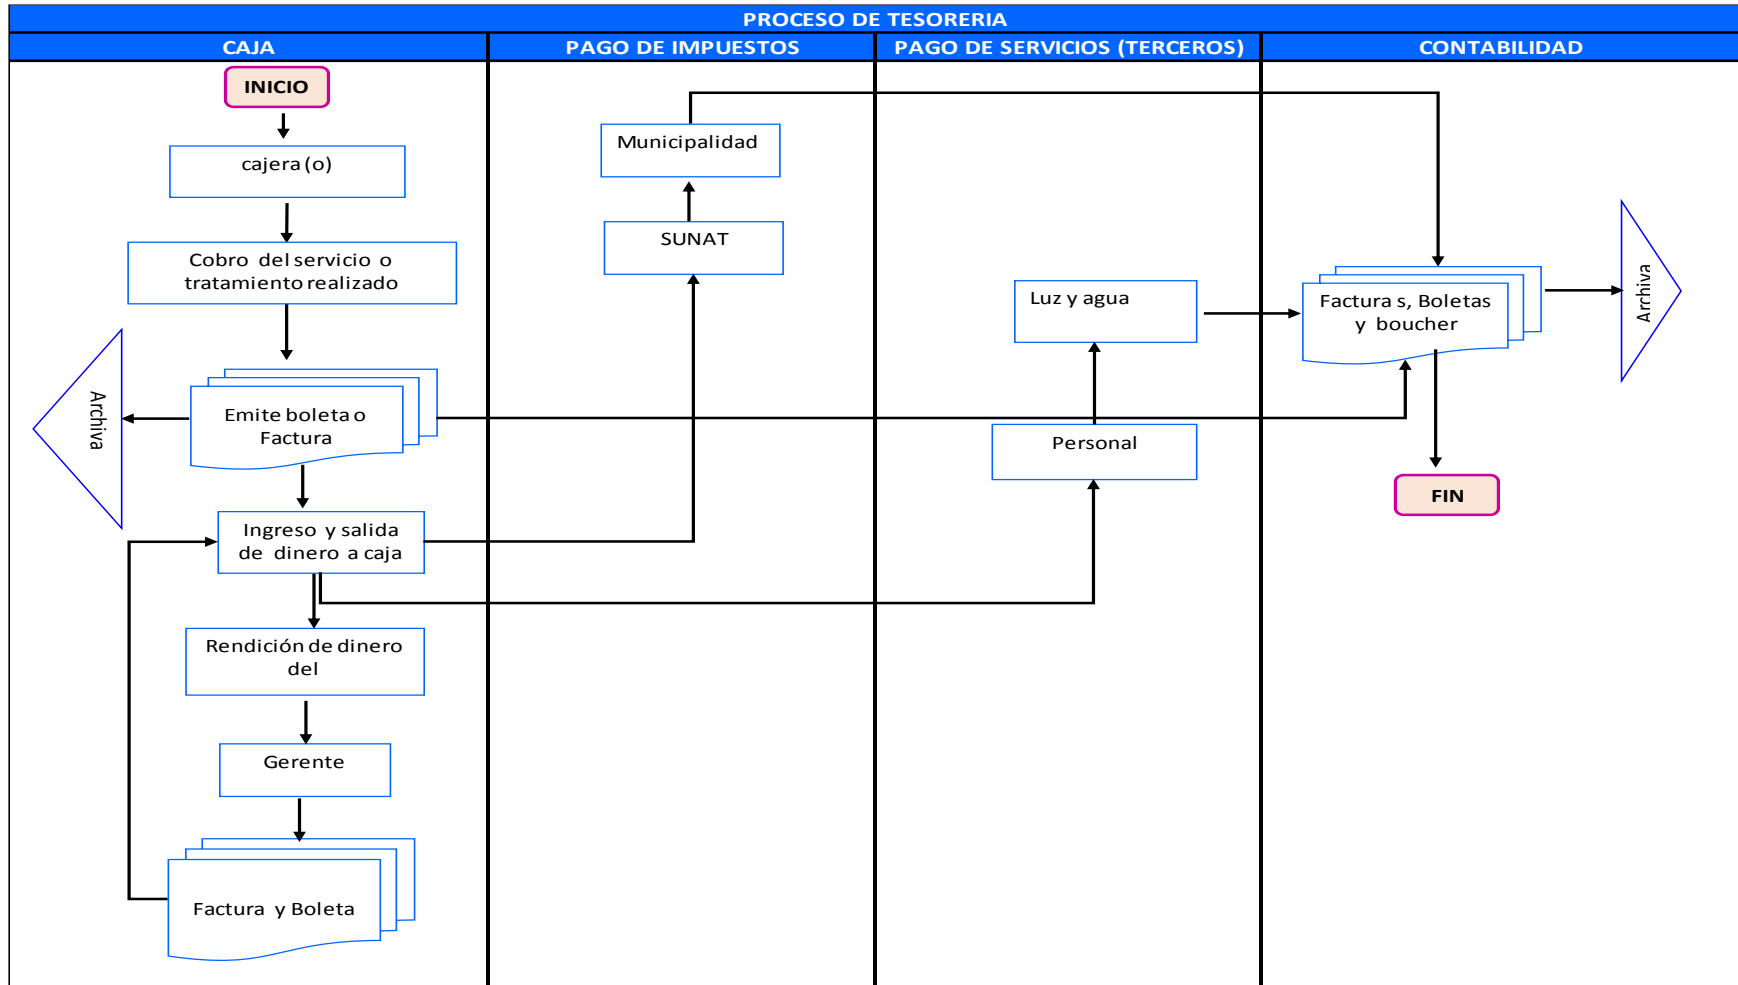 PROCESO DE TESORERIA
CAJA
PAGO DE IMPUESTOS
PAGO DE SERVICIOS (TERCEROS)
CONTABILIDAD
INICIO
cajera (o)
Cobro del servicio o
tratamiento realizado
Archiva
Emite boleta o
Factura
Ingreso y salida
de dinero a caja
Rendición de dinero
del
Gerente
Factura y Boleta
Municipalidad
SUNAT
Luz y agua
Personal
Factura s, Boletas
y boucher
Archiva
FIN